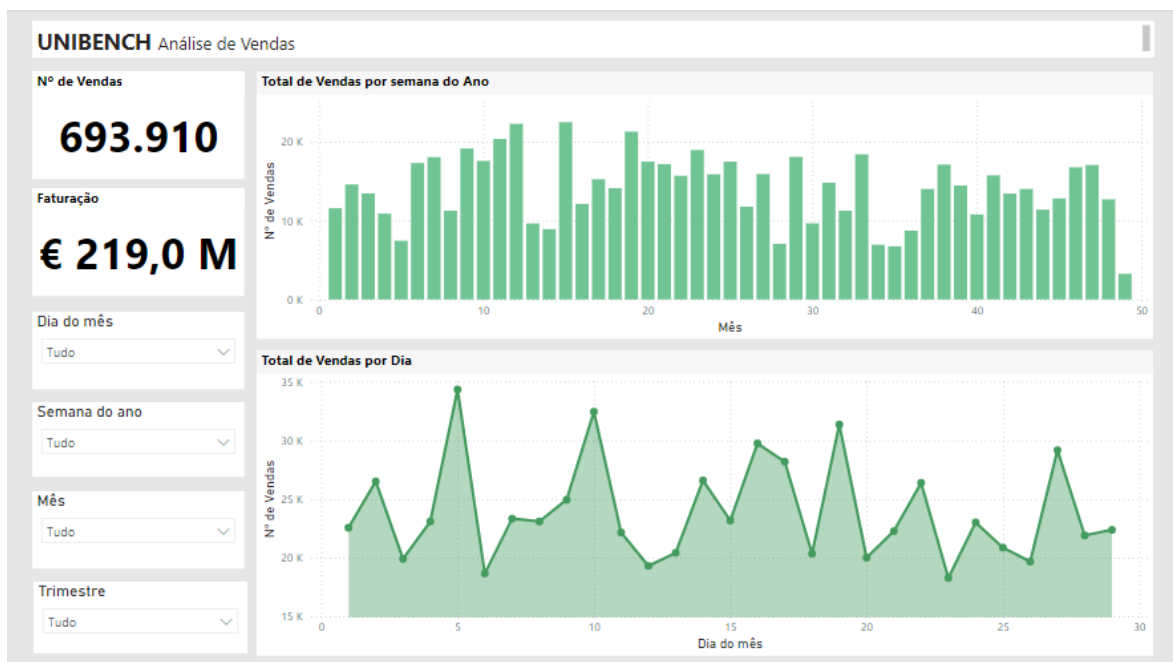 UNIBENCH Análise de Vendas
Nº de Vendas
693.910
Faturação
€ 219,0 M
Dia do mês
Tudo
Semana do ano
Tudo
Mês
Tudo
Trimestre
Tudo
Total de Vendas por semana do Ano
Nº de Vendas
20 K
10 K
0 K
0 10 20 30 40 50
Mês
Total de Vendas por Dia
Nº de Vendas
35 K
30 K
25 K
20 K
15 K
0 5 10 15 20 25 30
Dia do mês